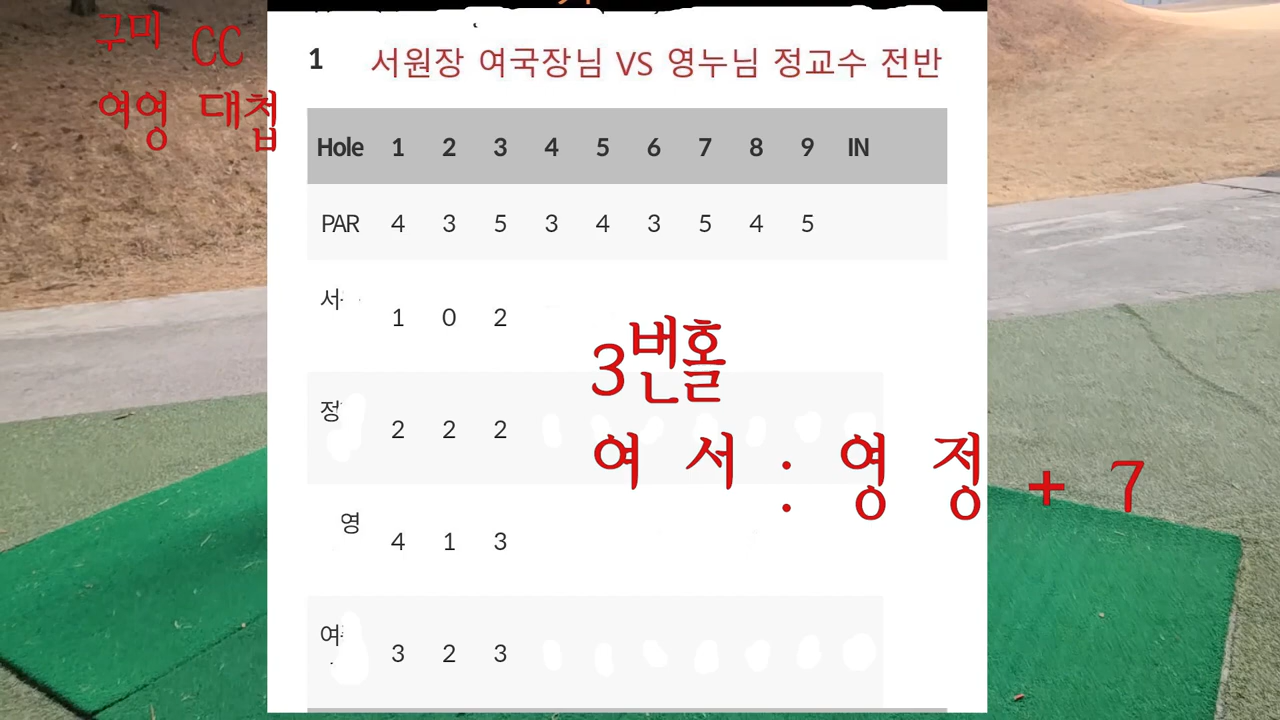 구미 CC
여영 대첩
1 서원장 여국장님 VS 영누님 정교수 전반
Hole 1 2 3 4 5 6 7 8 9 IN
PAR 4 3 5 3 4 3 5 4 5
서 1 0 2
3번홀
정 2 2 2
여 서 : 영 정 + 7
영 4 1 3
여 3 2 3